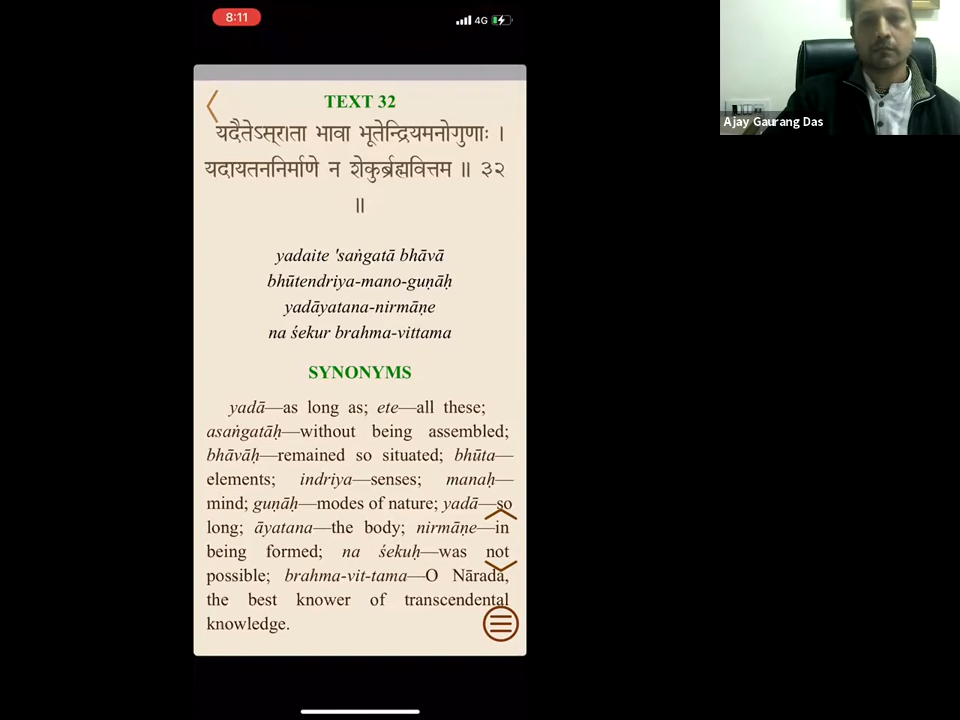 8:11
4G
Ajay Gaurang Das
TEXT 32
यदैतेऽस्राता भावा भूतेन्द्रियमनोगुणाः ।
यदायतननिर्माणे न शेकुर्ब्रह्मवित्तम ॥ ३२
॥
yadaite 'saṅgatā bhāvā
bhūtendriya-mano-guṇāḥ
yadāyatana-nirmāṇe
na śekur brahma-vittama
SYNONYMS
yadā—as long as; ete—all these;
asaṅgatāḥ—without being assembled;
bhāvāḥ—remained so situated; bhūta—
elements; indriya—senses; manaḥ—
mind; guṇāḥ—modes of nature; yadā—so
long; āyatana—the body; nirmāṇe—in
being formed; na śekuḥ—was not
possible; brahma-vit-tama—O Nārada,
the best knower of transcendental
knowledge.